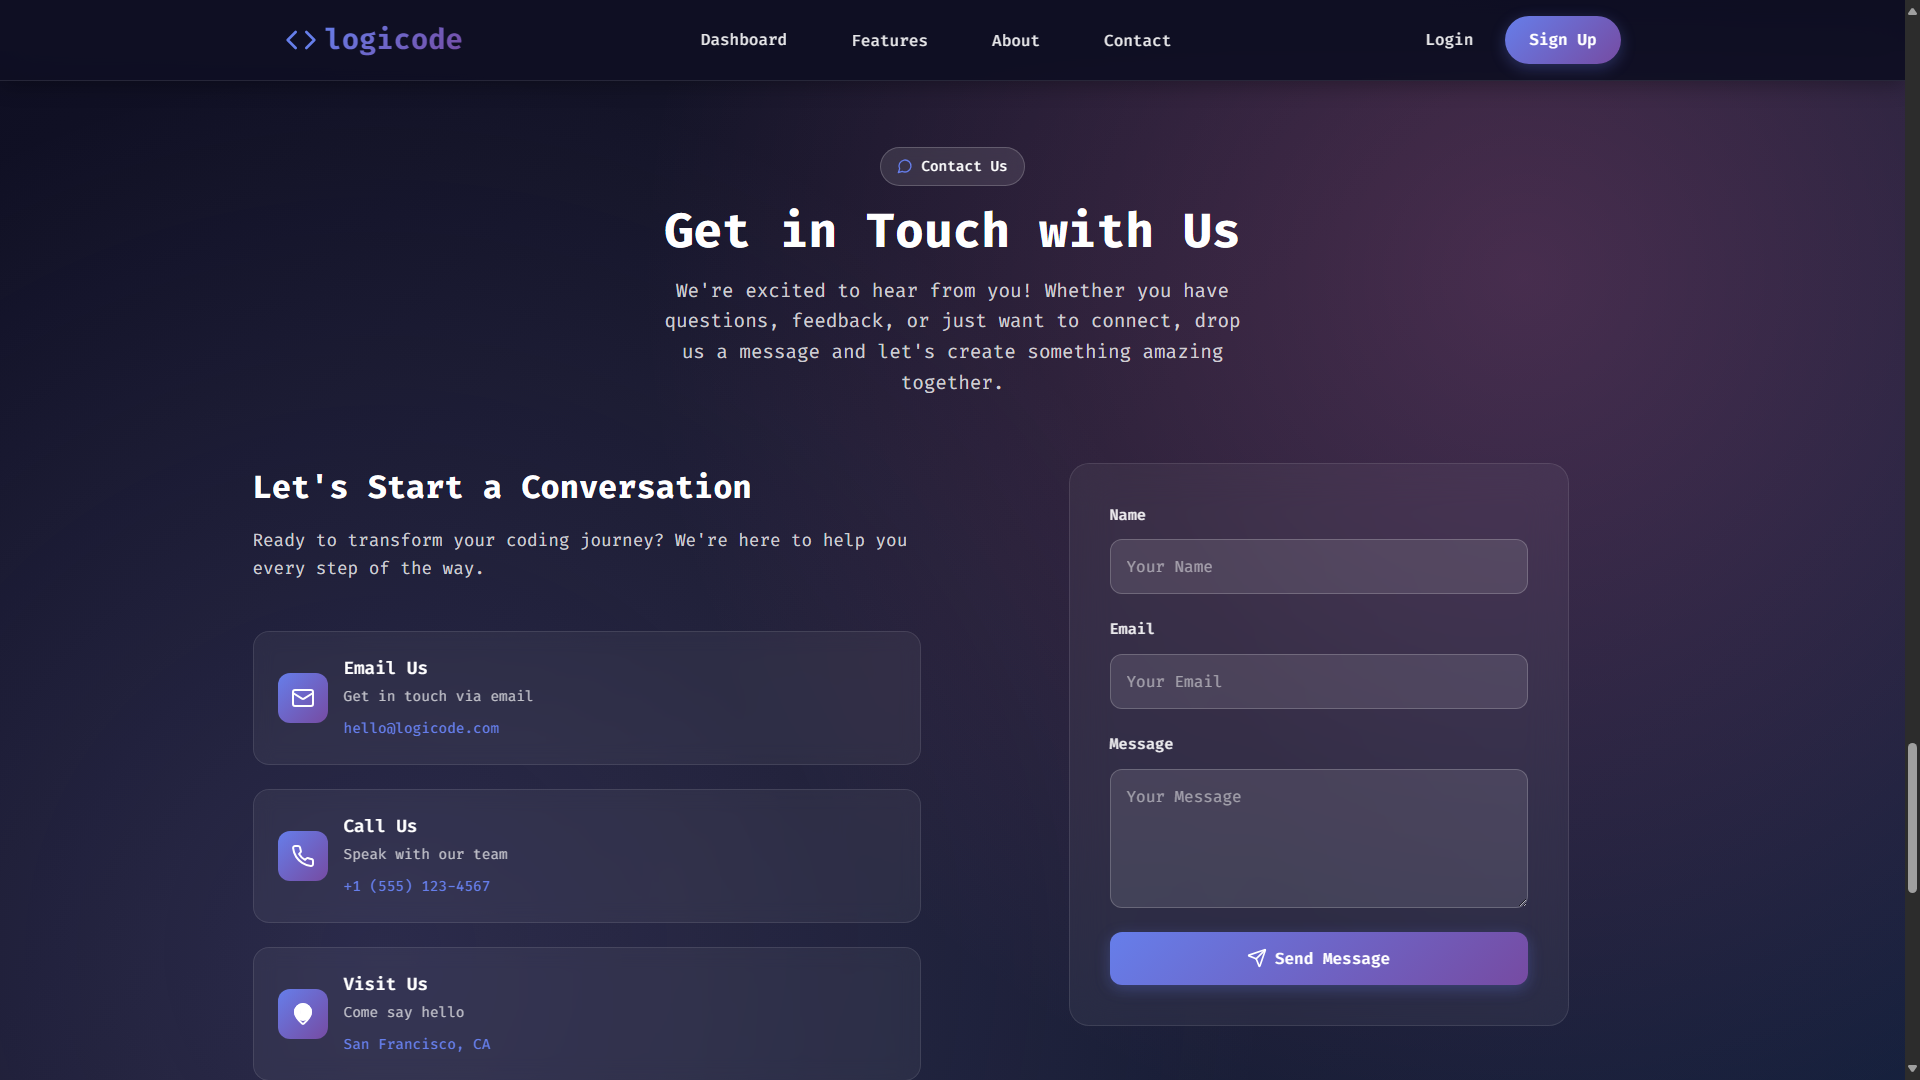 logicode
Dashboard
Features
About
Contact
Login
Sign Up
Contact Us
Get in Touch with Us
We're excited to hear from you! Whether you have
questions, feedback, or just want to connect, drop
us a message and let's create something amazing
together.
Let's Start a Conversation
Ready to transform your coding journey? We're here to help you
every step of the way.
Email Us
Get in touch via email
hello@logicode.com
Call Us
Speak with our team
+1 (555) 123-4567
Visit Us
Come say hello
San Francisco, CA
Name
Your Name
Email
Your Email
Message
Your Message
Send Message